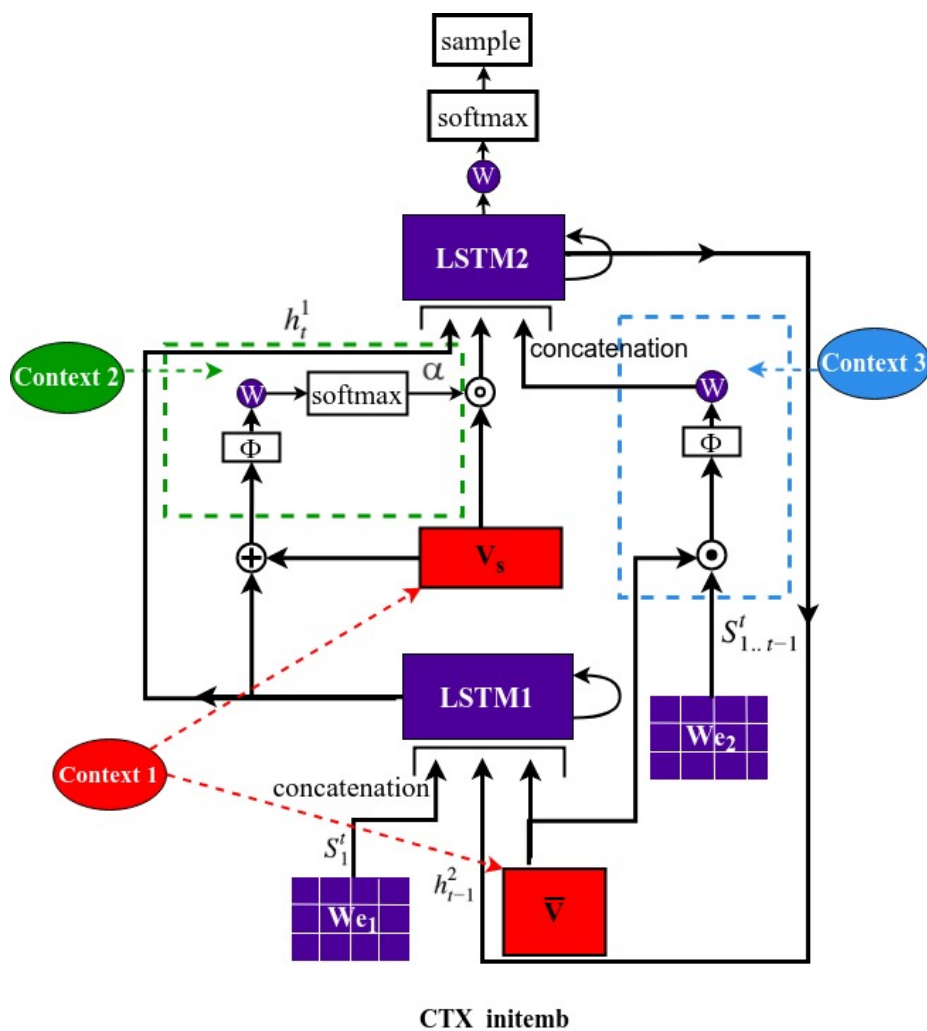 sample
softmax
W
LSTM2
h_t^1
concatenation
Context 2
Context 3
α
W
softmax
W
Φ
Φ
V_s
S_{1.. t-1}^t
LSTM1
We_2
Context 1
concatenation
S_1^t
h_{t-1}^2
We_1
V̅
CTX initemb